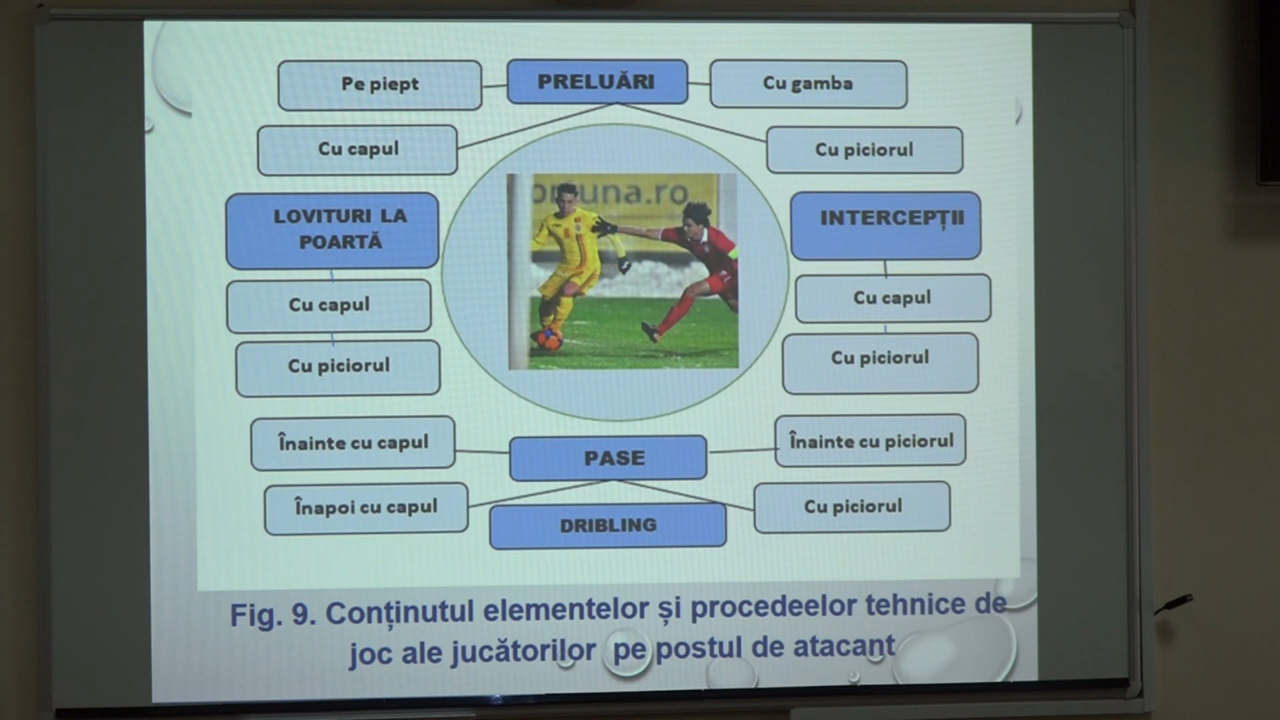 Pe piept
PRELUĂRI
Cu gamba
Cu capul
Cu piciorul
LOVITURI LA
POARTĂ
Cu capul
Cu piciorul
una.ro
INTERCEPȚII
Cu capul
Cu piciorul
Înainte cu capul
PASE
Înainte cu piciorul
Înapoi cu capul
DRIBLING
Cu piciorul
Fig. 9. Conținutul elementelor și procedeelor tehnice de
joc ale jucătorilor pe postul de atacant